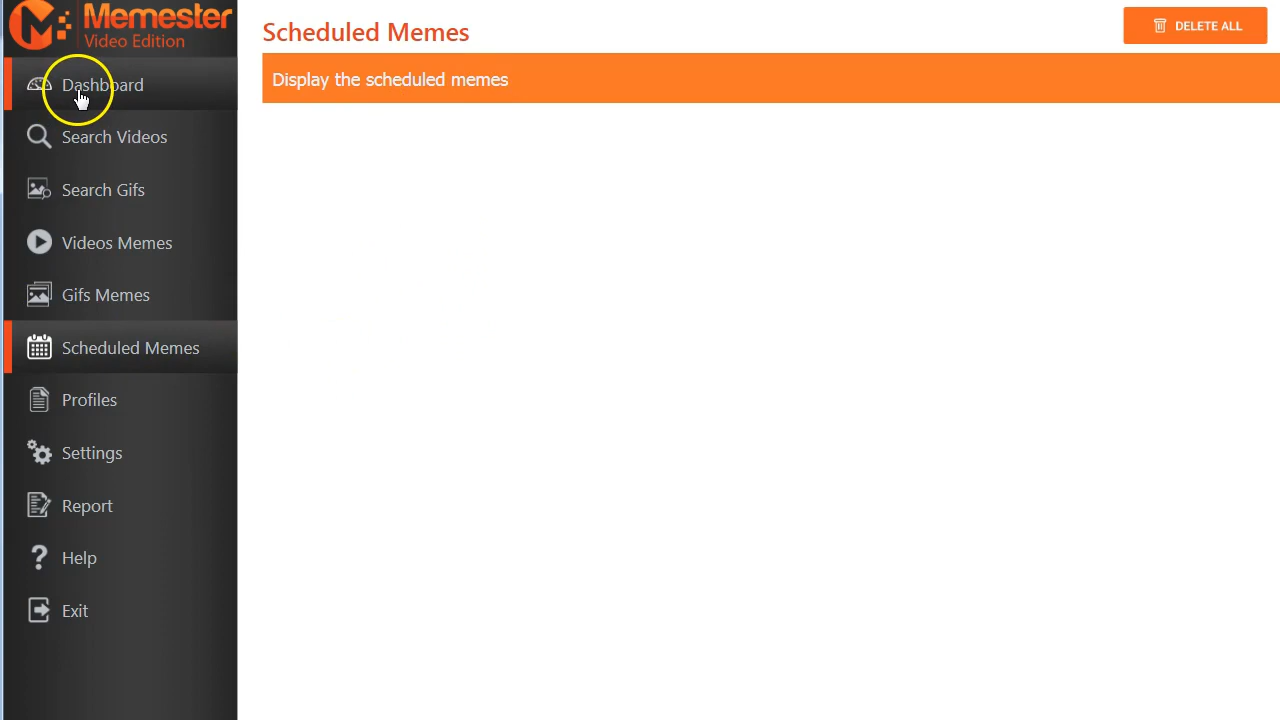 Memester
Video Edition
Scheduled Memes
DELETE ALL
Display the scheduled memes
Dashboard
Search Videos
Search Gifs
Videos Memes
Gifs Memes
Scheduled Memes
Profiles
Settings
Report
Help
Exit